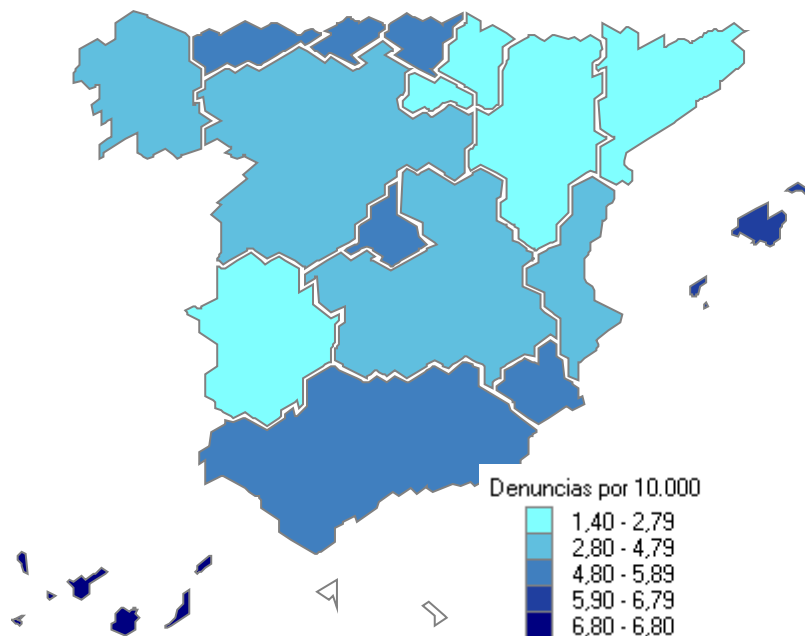 Denuncias por 10.000
1,40 - 2,79
2,80 - 4,79
4,80 - 5,89
5,90 - 6,79
6,80 - 6,80